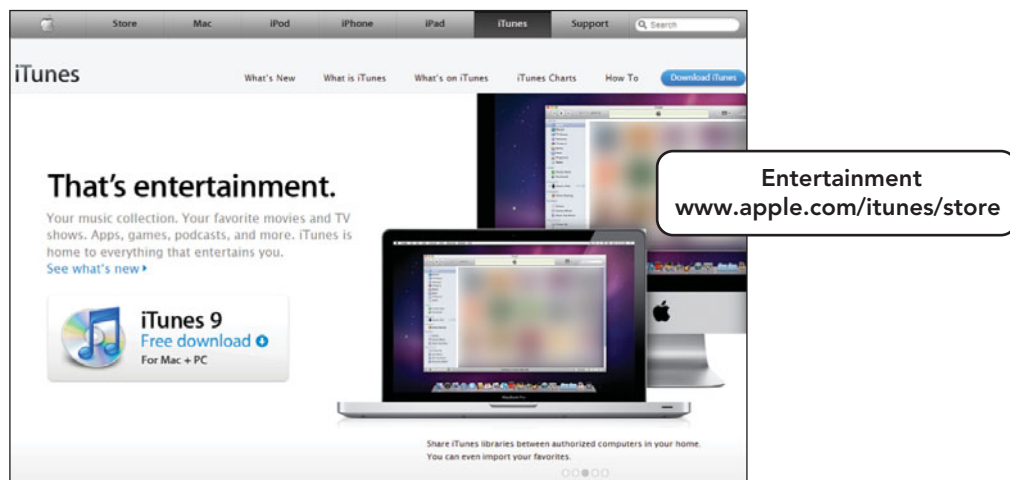 Store Mac iPod iPhone iPad iTunes Support Search
iTunes
What's New What is iTunes What's on iTunes iTunes Charts How To Download iTunes
That's entertainment.
Your music collection. Your favorite movies and TV
shows. Apps, games, podcasts, and more. iTunes is
home to everything that entertains you.
See what's new
iTunes 9
Free download
For Mac + PC
Entertainment
www.apple.com/itunes/store
MacBook Pro
Share iTunes libraries between authorized computers in your home.
You can even import your favorites.